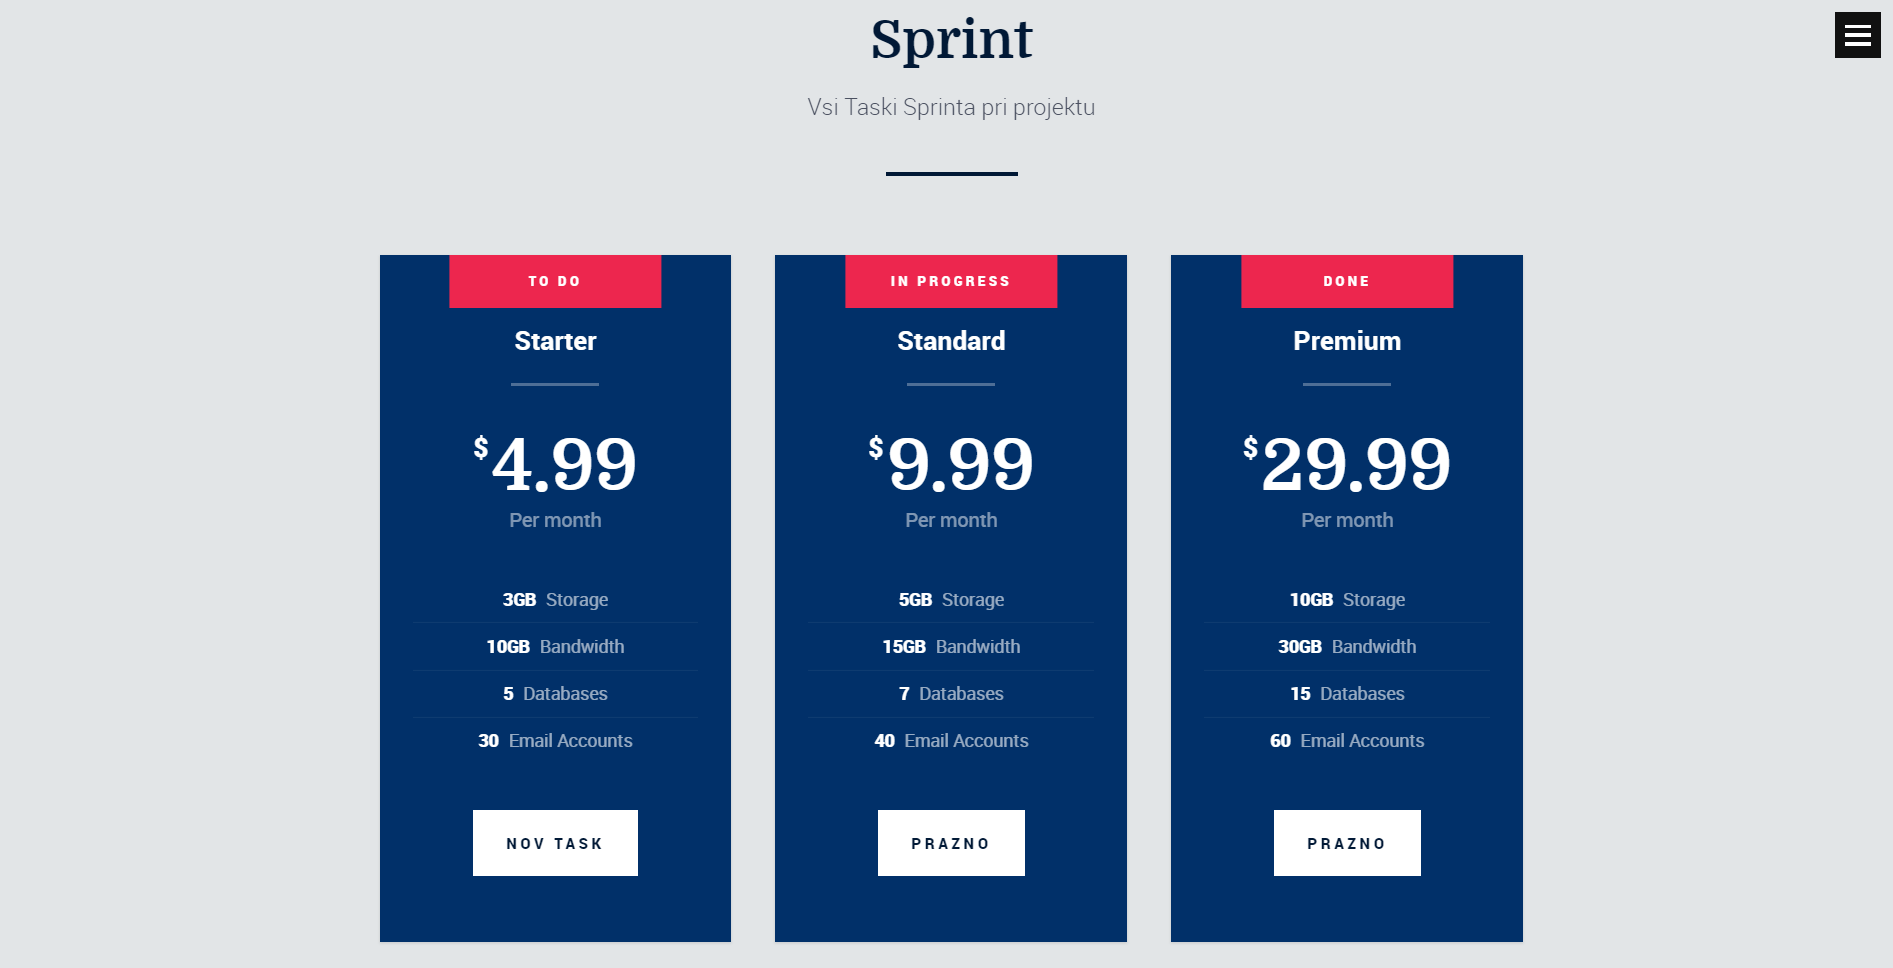 Sprint
Vsi Taski Sprinta pri projektu
TO DO
Starter
$4.99
Per month
3GB Storage
10GB Bandwidth
5 Databases
30 Email Accounts
NOV TASK
IN PROGRESS
Standard
$9.99
Per month
5GB Storage
15GB Bandwidth
7 Databases
40 Email Accounts
PRAZNO
DONE
Premium
$29.99
Per month
10GB Storage
30GB Bandwidth
15 Databases
60 Email Accounts
PRAZNO